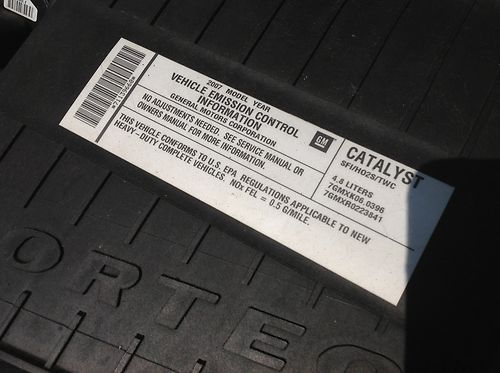 2007 MODEL YEAR
VEHICLE EMISSION CONTROL
INFORMATION
GENERAL MOTORS CORPORATION
GM
NO ADJUSTMENTS NEEDED. SEE SERVICE MANUAL OR
OWNERS MANUAL FOR MORE INFORMATION.
CATALYST
SFI/HO2S/TWC
4.8 LITERS
7GMXK06.0396
7GMXR0223841
THIS VEHICLE CONFORMS TO U.S. EPA REGULATIONS APPLICABLE TO NEW
HEAVY-DUTY COMPLETE VEHICLES. NOx FEL = 0.5 G/MILE.
ORTEC